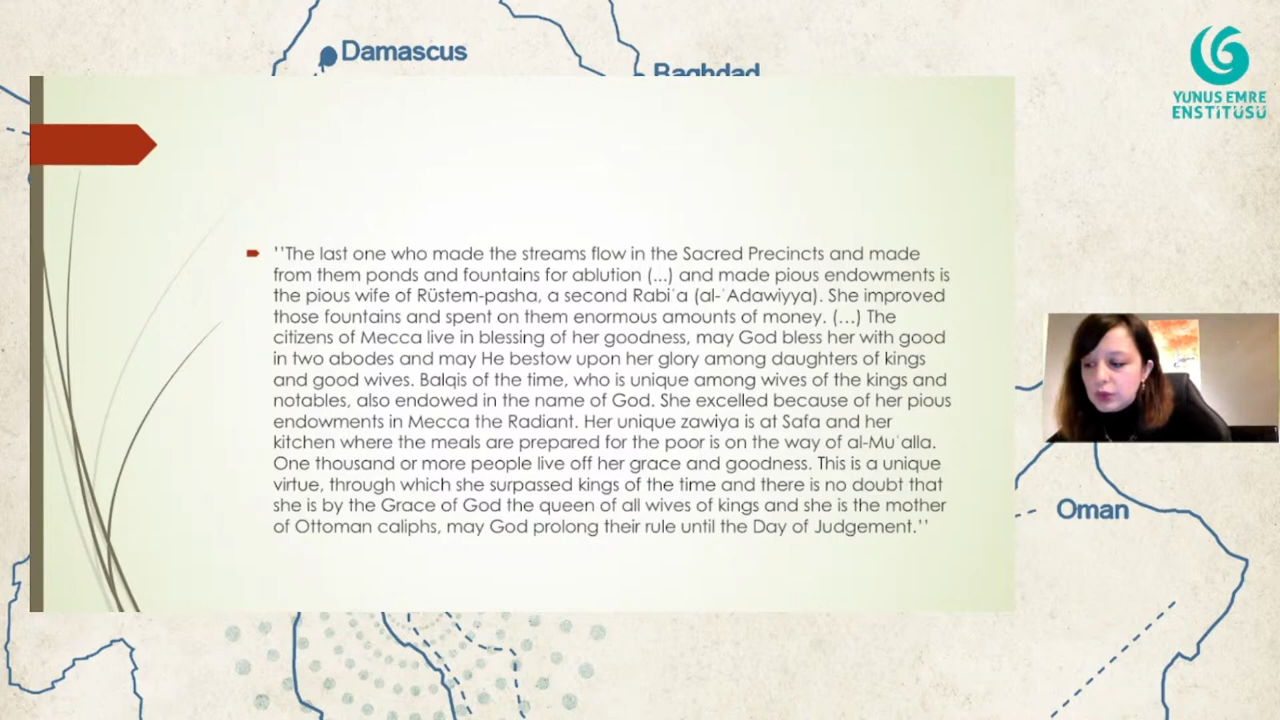 Damascus
Baghdad
YUNUS EMRE
ENSTİTÜSÜ
''The last one who made the streams flow in the Sacred Precincts and made
from them ponds and fountains for ablution (...) and made pious endowments is
the pious wife of Rüstem-pasha, a second Rabiʿa (al-ʿAdawiyya). She improved
those fountains and spent on them enormous amounts of money. (...) The
citizens of Mecca live in blessing of her goodness, may God bless her with good
in two abodes and may He bestow upon her glory among daughters of kings
and good wives. Balqis of the time, who is unique among wives of the kings and
notables, also endowed in the name of God. She excelled because of her pious
endowments in Mecca the Radiant. Her unique zawiya is at Safa and her
kitchen where the meals are prepared for the poor is on the way of al-Muʿalla.
One thousand or more people live off her grace and goodness. This is a unique
virtue, through which she surpassed kings of the time and there is no doubt that
she is by the Grace of God the queen of all wives of kings and she is the mother
of Ottoman caliphs, may God prolong their rule until the Day of Judgement.''
Oman